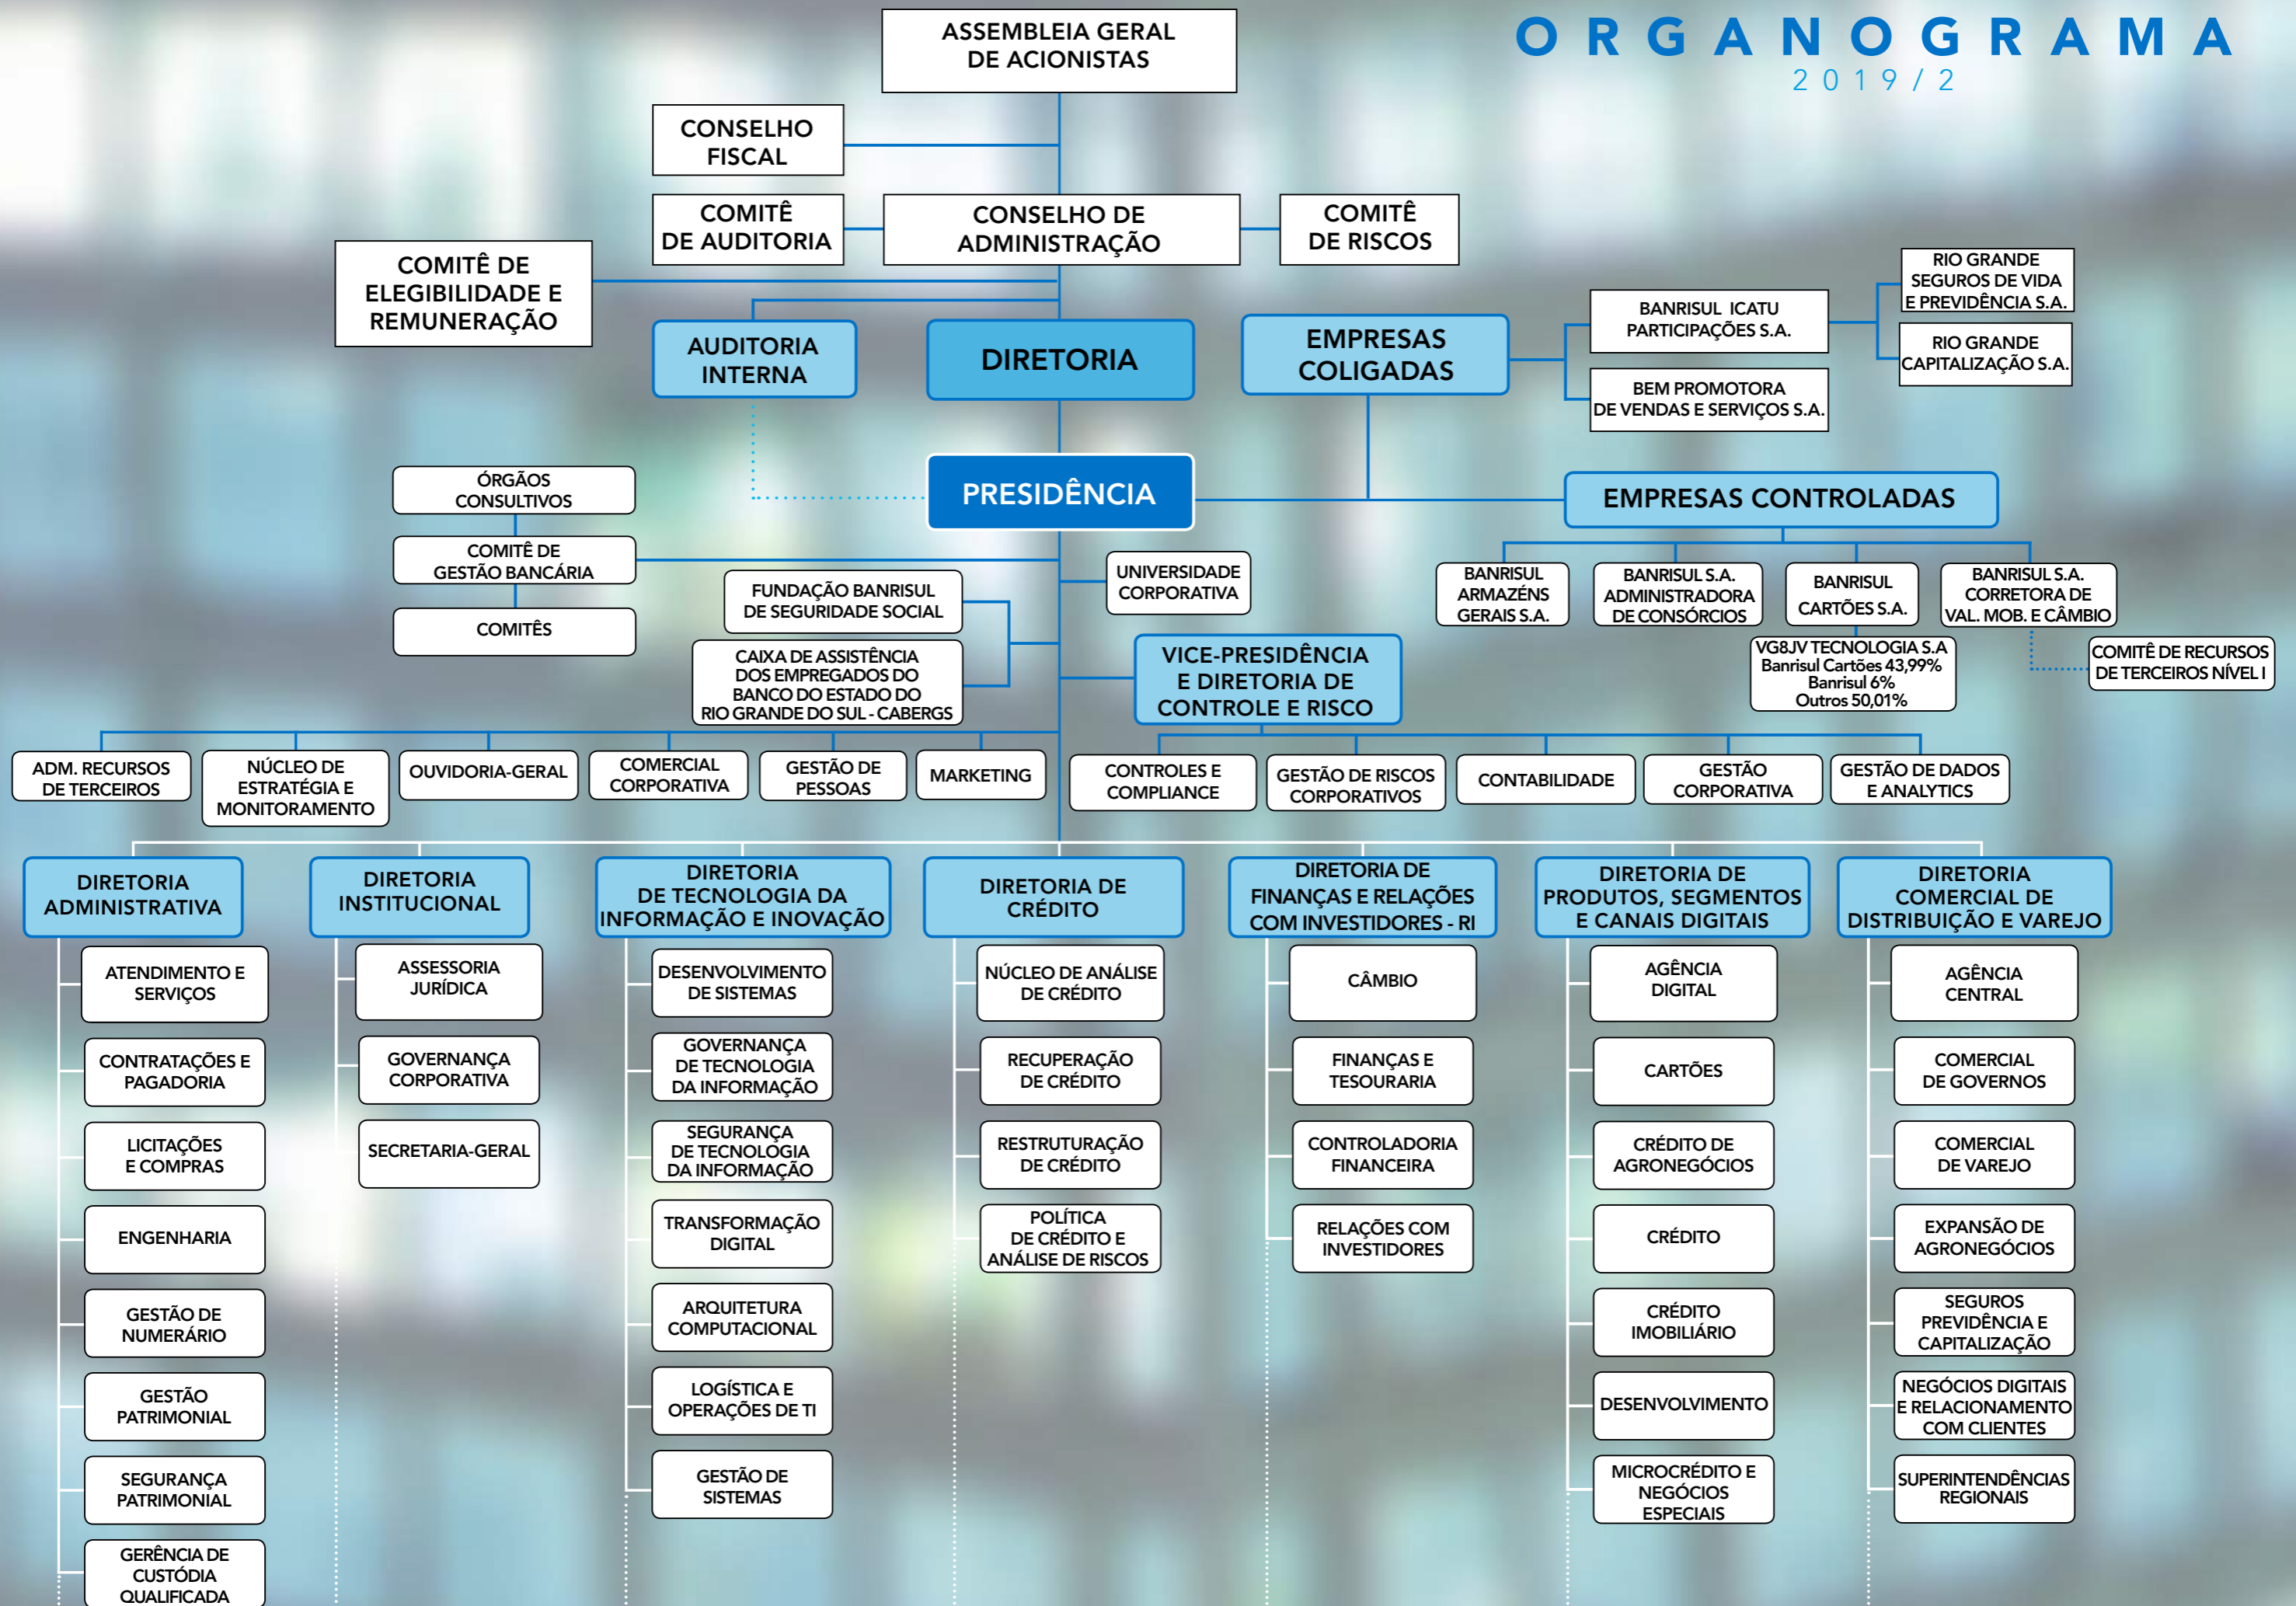 ORGANOGRAMA
2019/2
ASSEMBLEIA GERAL
DE ACIONISTAS
CONSELHO
FISCAL
COMITÊ
DE AUDITORIA
CONSELHO DE
ADMINISTRAÇÃO
COMITÊ
DE RISCOS
COMITÊ DE
ELEGIBILIDADE E
REMUNERAÇÃO
AUDITORIA
INTERNA
DIRETORIA
EMPRESAS
COLIGADAS
BANRISUL ICATU
PARTICIPAÇÕES S.A.
RIO GRANDE
SEGUROS DE VIDA
E PREVIDÊNCIA S.A.
RIO GRANDE
CAPITALIZAÇÃO S.A.
BEM PROMOTORA
DE VENDAS E SERVIÇOS S.A.
PRESIDÊNCIA
EMPRESAS CONTROLADAS
ÓRGÃOS
CONSULTIVOS
COMITÊ DE
GESTÃO BANCÁRIA
COMITÊS
FUNDAÇÃO BANRISUL
DE SEGURIDADE SOCIAL
CAIXA DE ASSISTÊNCIA
DOS EMPREGADOS DO
BANCO DO ESTADO DO
RIO GRANDE DO SUL - CABERGS
UNIVERSIDADE
CORPORATIVA
BANRISUL
ARMAZÉNS
GERAIS S.A.
BANRISUL S.A.
ADMINISTRADORA
DE CONSÓRCIOS
BANRISUL
CARTÕES S.A.
BANRISUL S.A.
CORRETORA DE
VAL. MOB. E CÂMBIO
VG8JV TECNOLOGIA S.A
Banrisul Cartões 43,99%
Banrisul 6%
Outros 50,01%
COMITÊ DE RECURSOS
DE TERCEIROS NÍVEL I
VICE-PRESIDÊNCIA
E DIRETORIA DE
CONTROLE E RISCO
ADM. RECURSOS
DE TERCEIROS
NÚCLEO DE
ESTRATÉGIA E
MONITORAMENTO
OUVIDORIA-GERAL
COMERCIAL
CORPORATIVA
GESTÃO DE
PESSOAS
MARKETING
CONTROLES E
COMPLIANCE
GESTÃO DE RISCOS
CORPORATIVOS
CONTABILIDADE
GESTÃO
CORPORATIVA
GESTÃO DE DADOS
E ANALYTICS
DIRETORIA
ADMINISTRATIVA
ATENDIMENTO E
SERVIÇOS
CONTRATAÇÕES E
PAGADORIA
LICITAÇÕES
E COMPRAS
ENGENHARIA
GESTÃO DE
NUMERÁRIO
GESTÃO
PATRIMONIAL
SEGURANÇA
PATRIMONIAL
GERÊNCIA DE
CUSTÓDIA
QUALIFICADA
DIRETORIA
INSTITUCIONAL
ASSESSORIA
JURÍDICA
GOVERNANÇA
CORPORATIVA
SECRETARIA-GERAL
DIRETORIA
DE TECNOLOGIA DA
INFORMAÇÃO E INOVAÇÃO
DESENVOLVIMENTO
DE SISTEMAS
GOVERNANÇA
DE TECNOLOGIA
DA INFORMAÇÃO
SEGURANÇA
DE TECNOLOGIA
DA INFORMAÇÃO
TRANSFORMAÇÃO
DIGITAL
ARQUITETURA
COMPUTACIONAL
LOGÍSTICA E
OPERAÇÕES DE TI
GESTÃO DE
SISTEMAS
DIRETORIA DE
CRÉDITO
NÚCLEO DE ANÁLISE
DE CRÉDITO
RECUPERAÇÃO
DE CRÉDITO
RESTRUTURAÇÃO
DE CRÉDITO
POLÍTICA
DE CRÉDITO E
ANÁLISE DE RISCOS
DIRETORIA DE
FINANÇAS E RELAÇÕES
COM INVESTIDORES - RI
CÂMBIO
FINANÇAS E
TESOURARIA
CONTROLADORIA
FINANCEIRA
RELAÇÕES COM
INVESTIDORES
DIRETORIA DE
PRODUTOS, SEGMENTOS
E CANAIS DIGITAIS
AGÊNCIA
DIGITAL
CARTÕES
CRÉDITO DE
AGRONEGÓCIOS
CRÉDITO
CRÉDITO
IMOBILIÁRIO
DESENVOLVIMENTO
MICROCRÉDITO E
NEGÓCIOS
ESPECIAIS
DIRETORIA
COMERCIAL DE
DISTRIBUIÇÃO E VAREJO
AGÊNCIA
CENTRAL
COMERCIAL
DE GOVERNOS
COMERCIAL
DE VAREJO
EXPANSÃO DE
AGRONEGÓCIOS
SEGUROS
PREVIDÊNCIA E
CAPITALIZAÇÃO
NEGÓCIOS DIGITAIS
E RELACIONAMENTO
COM CLIENTES
SUPERINTENDÊNCIAS
REGIONAIS